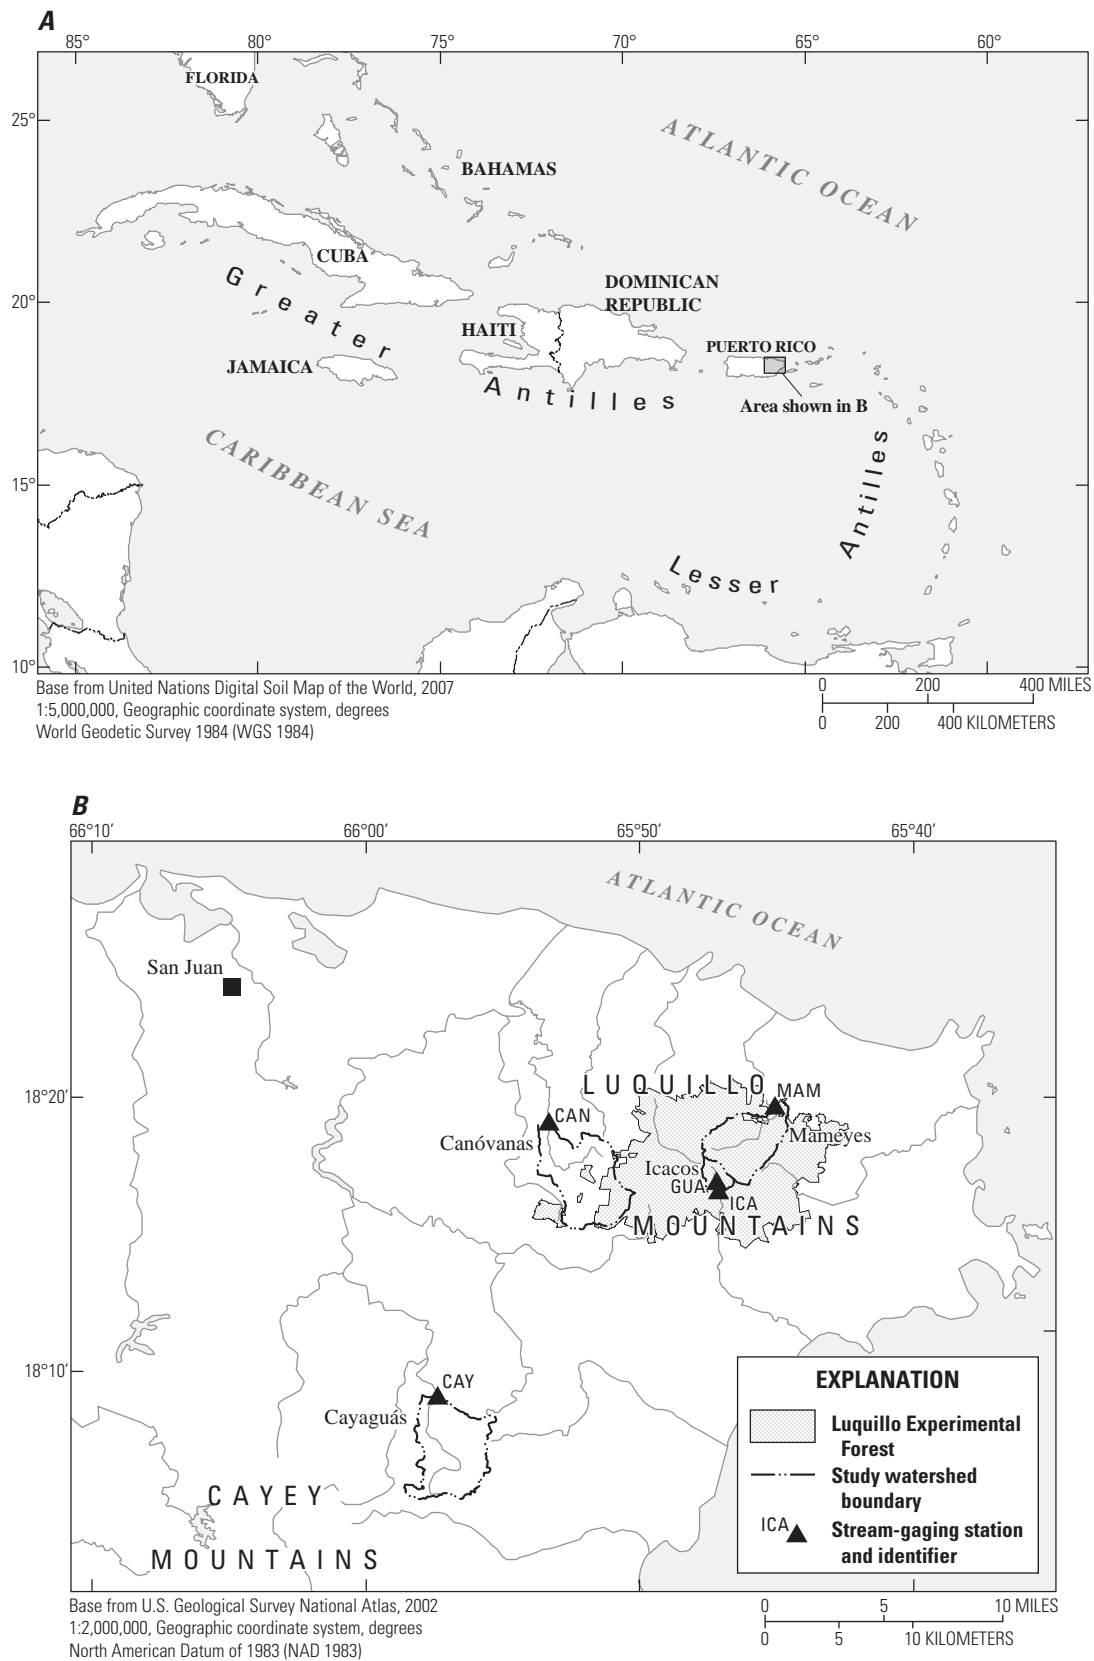 A
85° 80° 75° 70° 65° 60°
FLORIDA
25°
ATLANTIC OCEAN
BAHAMAS
CUBA
Greater
DOMINICAN
REPUBLIC
20°
HAITI
PUERTO RICO
JAMAICA
Antilles
Area shown in B
CARIBBEAN SEA
Antilles
15°
Lesser
10°
Base from United Nations Digital Soil Map of the World, 2007
1:5,000,000, Geographic coordinate system, degrees
World Geodetic Survey 1984 (WGS 1984)
0 200 400 MILES
0 200 400 KILOMETERS
B
66°10′ 66°00′ 65°50′ 65°40′
ATLANTIC OCEAN
San Juan
LUQUILLO
MAM
18°20′
CAN
Mameyes
Canóvanas
Icacos
GUA
ICA
MOUNTAINS
18°10′
CAY
Cayaguás
CAYEY
MOUNTAINS
EXPLANATION
Luquillo Experimental
Forest
Study watershed
boundary
ICA
Stream-gaging station
and identifier
Base from U.S. Geological Survey National Atlas, 2002
1:2,000,000, Geographic coordinate system, degrees
North American Datum of 1983 (NAD 1983)
0 5 10 MILES
0 5 10 KILOMETERS